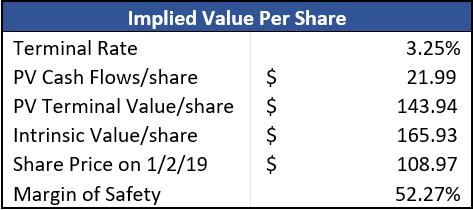 Implied Value Per Share
Terminal Rate 3.25%
PV Cash Flows/share $ 21.99
PV Terminal Value/share $ 143.94
Intrinsic Value/share $ 165.93
Share Price on 1/2/19 $ 108.97
Margin of Safety 52.27%